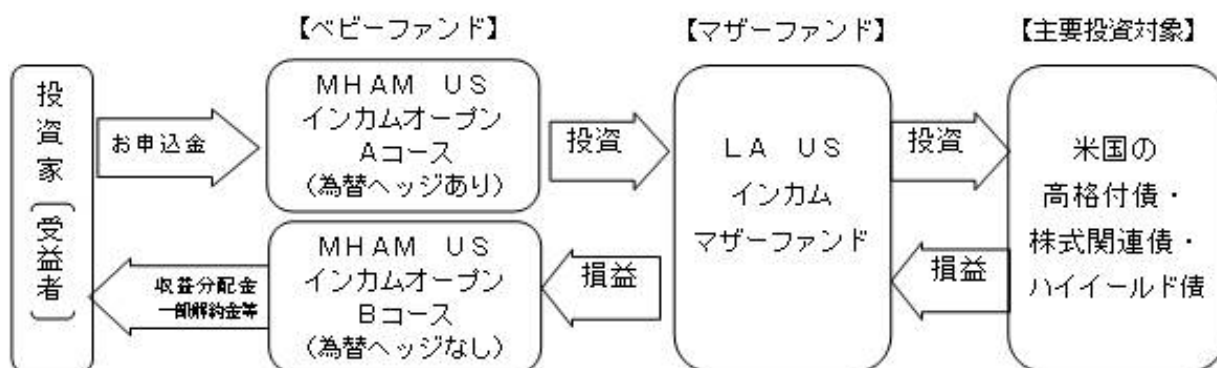 【ベビーファンド】
【マザーファンド】
【主要投資対象】
投資家〔受益者〕
お申込金
収益分配金
一部解約金等
ＭＨＡＭ　ＵＳ
インカムオープン
Ａコース
（為替ヘッジあり）
ＭＨＡＭ　ＵＳ
インカムオープン
Ｂコース
（為替ヘッジなし）
投資
損益
ＬＡ　ＵＳ
インカム
マザーファンド
投資
損益
米国の
高格付債・
株式関連債・
ハイイールド債